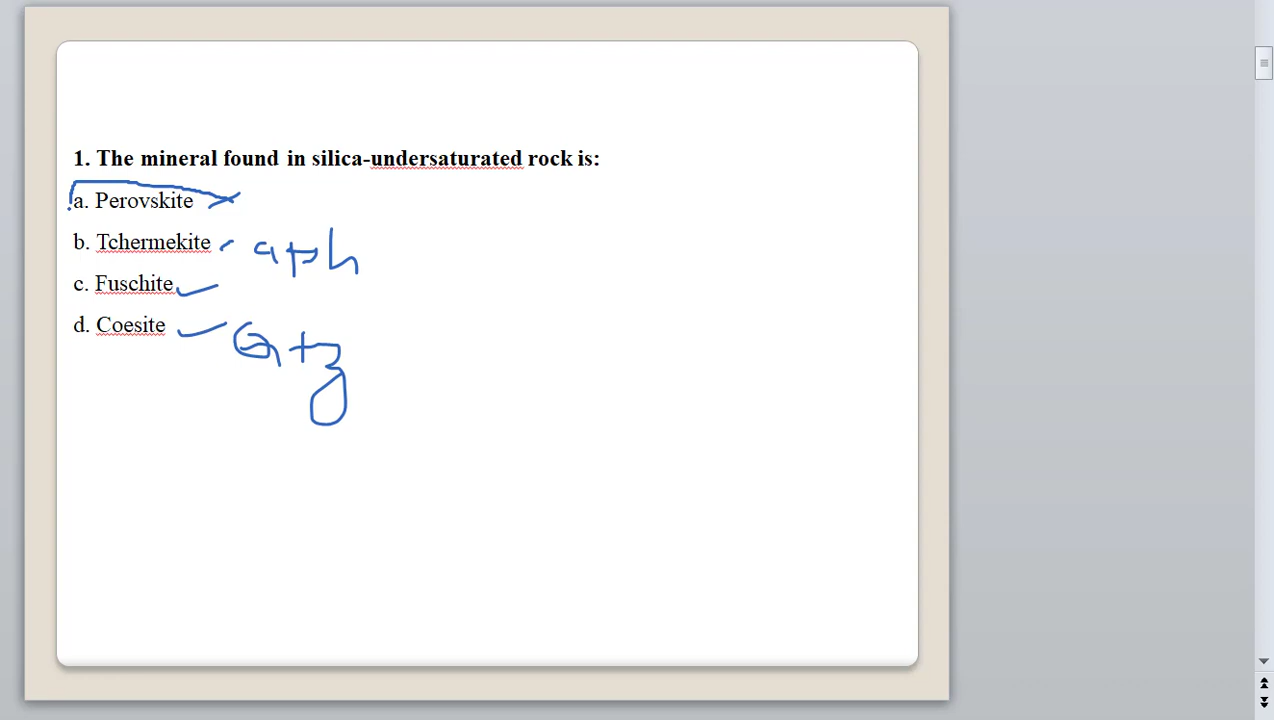 1. The mineral found in silica-undersaturated rock is:
a. Perovskite
b. Tchermekite
c. Fuschite
d. Coesite